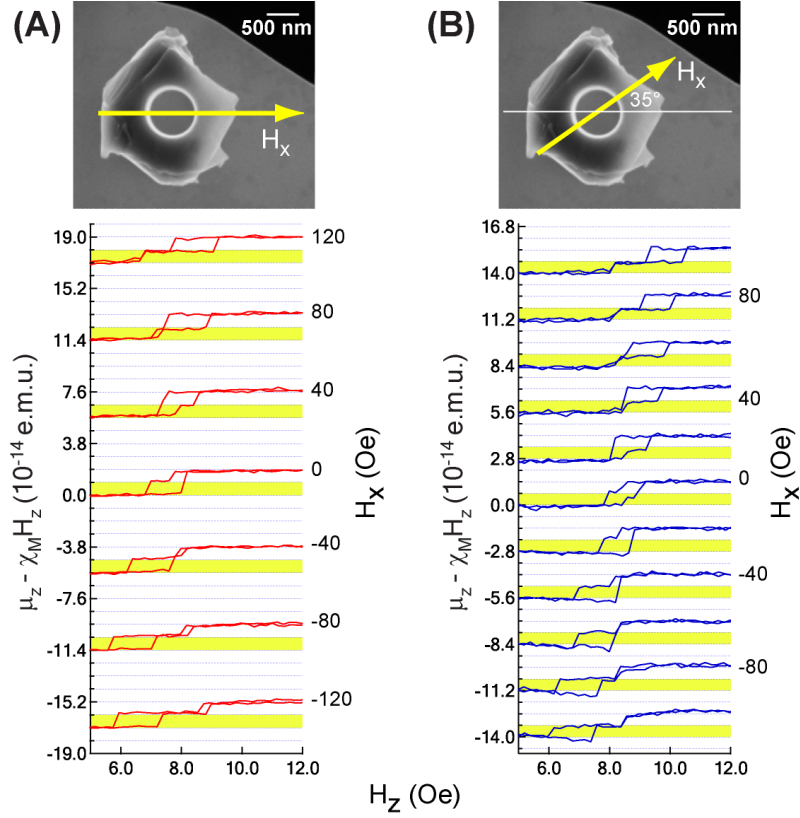 (A)
500 nm
Hx
19.0
15.2
11.4
7.6
3.8
0.0
-3.8
-7.6
-11.4
-15.2
-19.0
μz - χMHz (10-14 e.m.u.)
120
80
40
0
-40
-80
-120
Hx (Oe)
6.0 8.0 10.0 12.0
(B)
500 nm
Hx
35°
16.8
14.0
11.2
8.4
5.6
2.8
0.0
-2.8
-5.6
-8.4
-11.2
-14.0
μz - χMHz (10-14 e.m.u.)
80
40
0
-40
-80
Hx (Oe)
6.0 8.0 10.0 12.0
Hz (Oe)